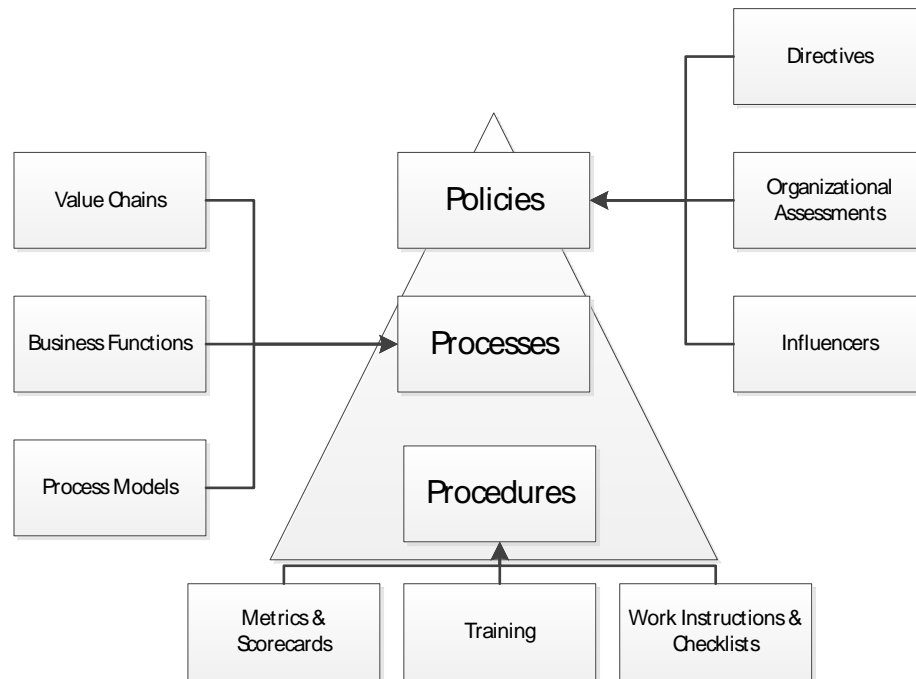 Directives
Policies
Value Chains
Organizational
Assessments
Business Functions
Processes
Influencers
Process Models
Procedures
Metrics &
Scorecards
Training
Work Instructions &
Checklists